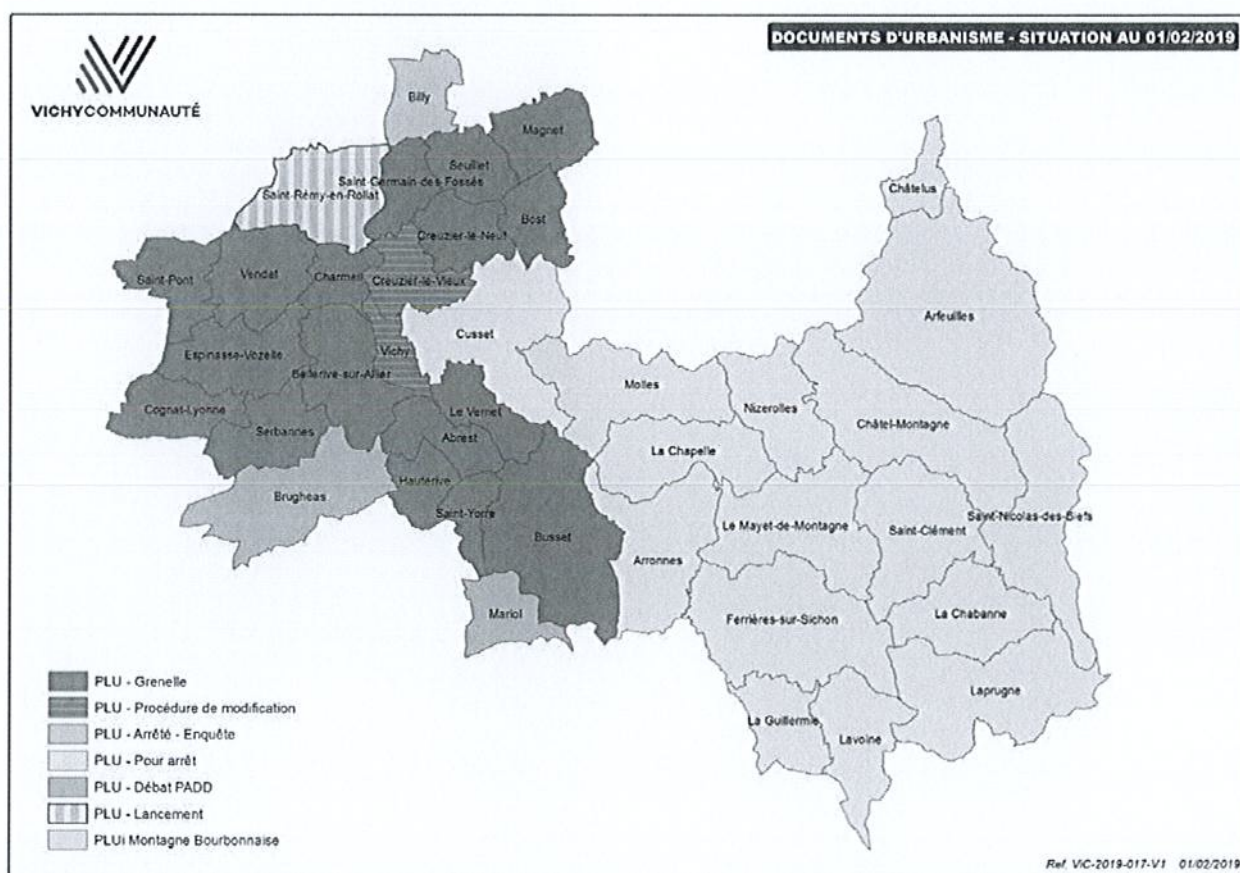 DOCUMENTS D'URBANISME - SITUATION AU 01/02/2019
VICHYCOMMUNAUTÉ
Billy
Magnet
Seuillet
Saint-Germain-des-Fossés
Saint-Rémy-en-Rollat
Châtelus
Bost
Creuzier-le-Neuf
Saint-Pont
Vendat
Charmeil
Creuzier-le-Vieux
Arfeuilles
Cusset
Espinasse-Vozelle
Vichy
Bellerive-sur-Allier
Molles
Nizerolles
Cognat-Lyonne
Le Vernet
Châtel-Montagne
Serbannes
Abrest
La Chapelle
Hauterive
Brugheas
Saint-Yorre
Saint-Nicolas-des-Biefs
Le Mayet-de-Montagne
Saint-Clément
Busset
Arronnes
Mariol
La Chabanne
Ferrières-sur-Sichon
Laprugne
La Guillermie
Lavoine
PLU - Grenelle
PLU - Procédure de modification
PLU - Arrêté - Enquête
PLU - Pour arrêt
PLU - Débat PADD
PLU - Lancement
PLUi Montagne Bourbonnaise
Ref. VIC-2019-017-V1 01/02/2019